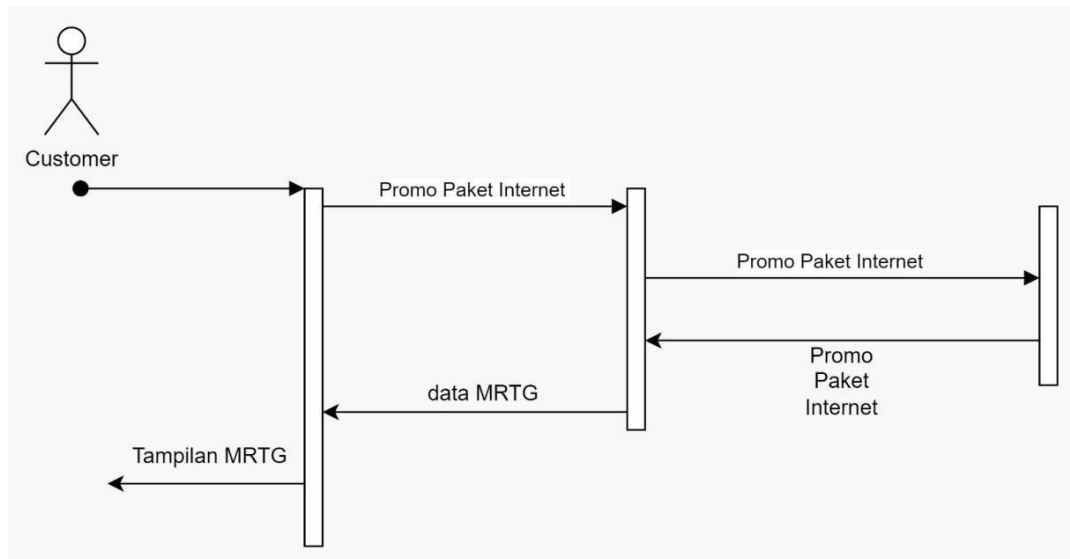 Customer
Promo Paket Internet
Promo Paket Internet
Promo
Paket
Internet
data MRTG
Tampilan MRTG